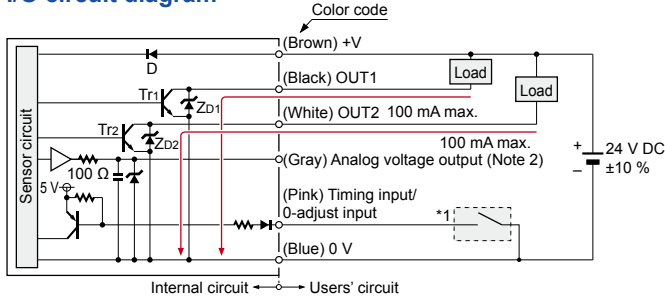 I/O circuit diagram
Color code
(Brown) +V
D
(Black) OUT1
Load
Load
Tr1
ZD1
(White) OUT2 100 mA max.
Tr2
ZD2
100 mA max.
Sensor circuit
(Gray) Analog voltage output (Note 2)
24 V DC
±10 %
+
–
100 Ω
5 V
(Pink) Timing input/
0-adjust input
*1
(Blue) 0 V
Internal circuit
Users' circuit